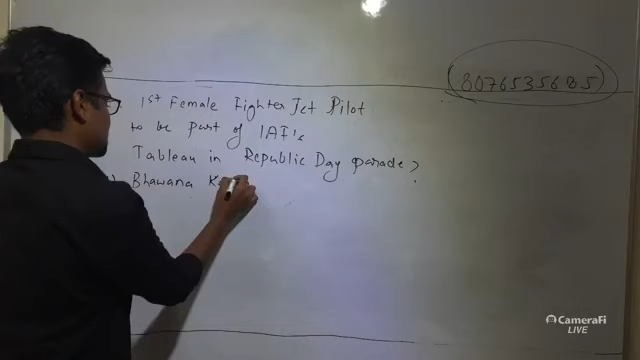 8076535685
1st Female Fighter Jet Pilot
to be part of IAF's
Tableau in Republic Day parade?
) Bhawana K
CameraFi
LIVE